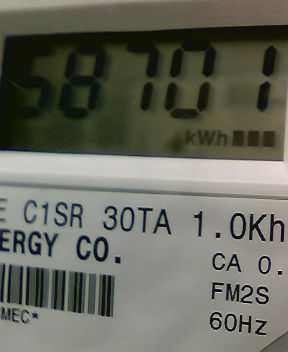 58701
kWh
E C1SR 30TA 1.0Kh
ERGY CO.
CA 0.
FM2S
MEC*
60Hz